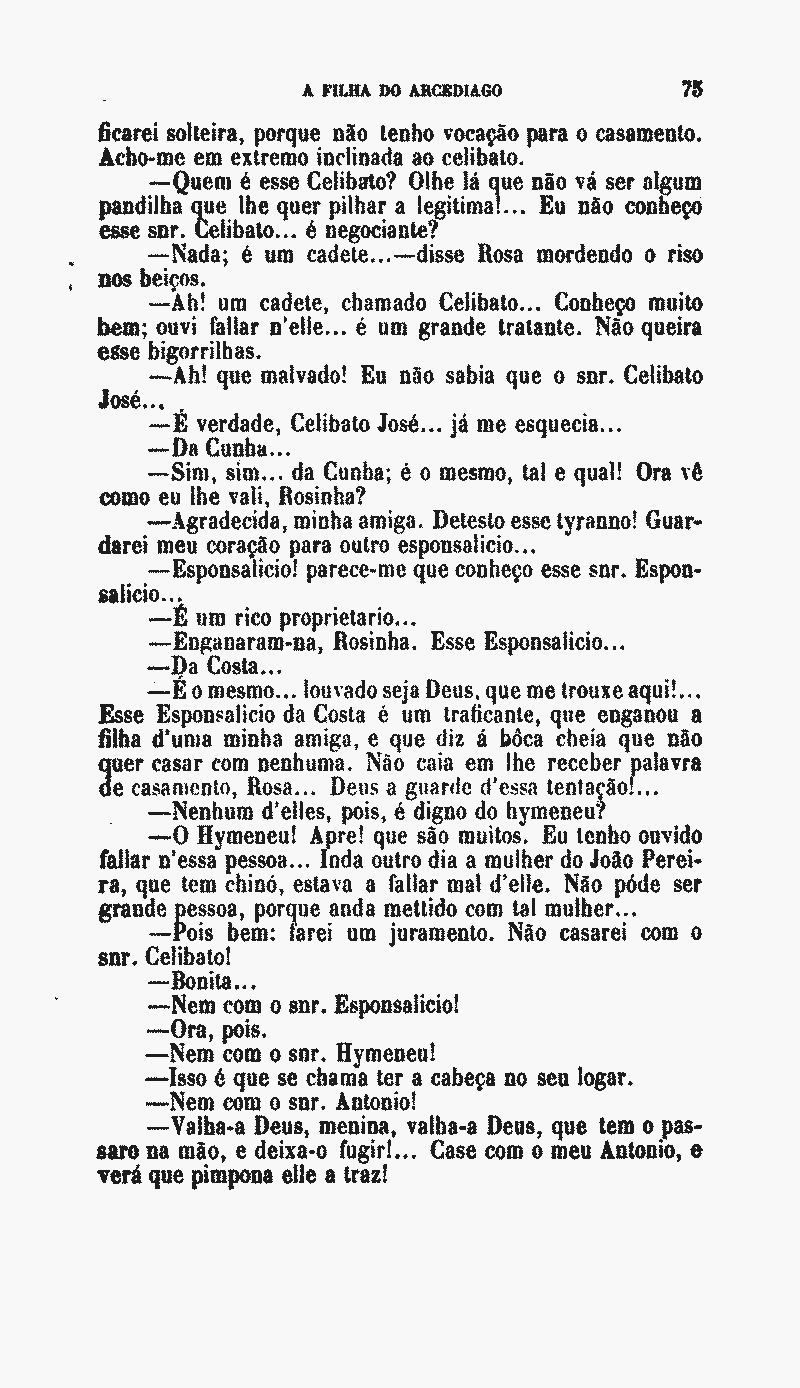 A FILHA DO ARCEDIAGO 75
ficarei solteira, porque não tenho vocação para o casamento.
Acho-me em extremo inclinada ao celibato.
—Quem é esse Celibato? Olhe lá que não vá ser algum
pandilha que lhe quer pilhar a legitima!... Eu não conheço
esse snr. Celibato... é negociante?
—Nada; é um cadete...—disse Rosa mordendo o riso
nos beiços.
—Ah! um cadete, chamado Celibato... Conheço muito
bem; ouvi fallar n'elle... é um grande tratante. Não queira
esse bigorrilhas.
—Ah! que malvado! Eu não sabia que o snr. Celibato
José...
—É verdade, Celibato José... já me esquecia...
—Da Cunha...
—Sim, sim... da Cunha; é o mesmo, tal e qual! Ora vê
como eu lhe vali, Rosinha?
—Agradecida, minha amiga. Detesto esse tyranno! Guar-
darei meu coração para outro esponsalicio...
—Esponsalicio! parece-me que conheço esse snr. Espon-
salicio...
—É um rico proprietario...
—Enganaram-na, Rosinha. Esse Esponsalicio...
—Da Costa...
—É o mesmo... louvado seja Deus, que me trouxe aqui!...
Esse Esponsalicio da Costa é um traficante, que enganou a
filha d'uma minha amiga, e que diz á bôca cheia que não
quer casar com nenhuma. Não caia em lhe receber palavra
de casamento, Rosa... Deus a guarde d'essa tentação!...
—Nenhum d'elles, pois, é digno do hymeneu?
—O Hymeneu! Apre! que são muitos. Eu tenho ouvido
fallar n'essa pessoa... Inda outro dia a mulher do João Perei-
ra, que tem chinó, estava a fallar mal d'elle. Não póde ser
grande pessoa, porque anda mettido com tal mulher...
—Pois bem: farei um juramento. Não casarei com o
snr. Celibato!
—Bonita...
—Nem com o snr. Esponsalicio!
—Ora, pois.
—Nem com o snr. Hymeneu!
—Isso é que se chama ter a cabeça no seu logar.
—Nem com o snr. Antonio!
—Valha-a Deus, menina, valha-a Deus, que tem o pas-
saro na mão, e deixa-o fugir!... Case com o meu Antonio, e
verá que pimpona elle a traz!